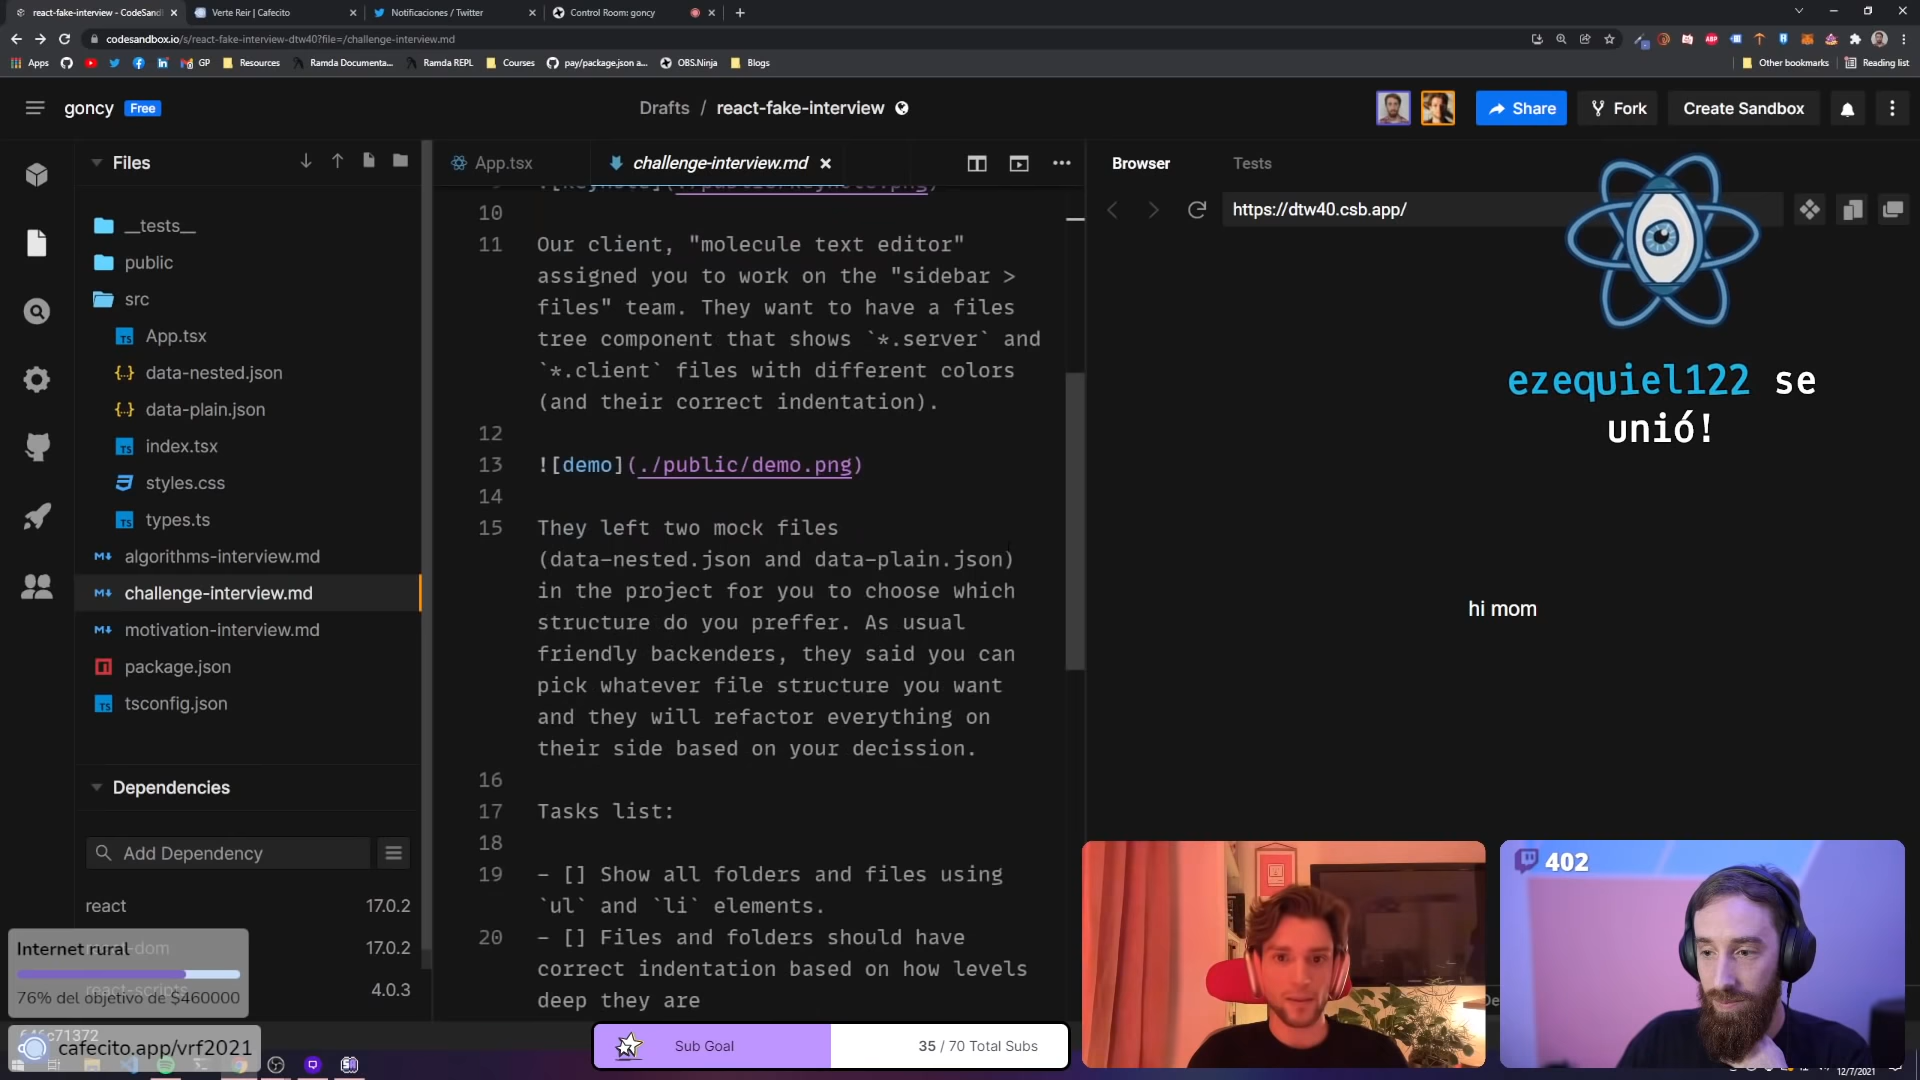 react-fake-interview - CodeSand
Verte Reir | Cafecito
Notificaciones / Twitter
Control Room: goncy
codesandbox.io/s/react-fake-interview-dtw40?file=/challenge-interview.md
Apps
GP
Resources
Ramda Documenta...
Ramda REPL
Courses
pay/package.json a...
OBS.Ninja
Blogs
Other bookmarks
Reading list
goncy
Free
Drafts / react-fake-interview
Share
Fork
Create Sandbox
Files
__tests__
public
src
App.tsx
data-nested.json
data-plain.json
index.tsx
styles.css
types.ts
algorithms-interview.md
challenge-interview.md
motivation-interview.md
package.json
tsconfig.json
Dependencies
Add Dependency
react 17.0.2
17.0.2
react-scripts 4.0.3
Internet rural
76% del objetivo de $460000
cafecito.app/vrf2021
App.tsx
challenge-interview.md
10
11 Our client, "molecule text editor"
assigned you to work on the "sidebar >
files" team. They want to have a files
tree component that shows `*.server` and
`*.client` files with different colors
(and their correct indentation).
12
13 ![demo](./public/demo.png)
14
15 They left two mock files
(data-nested.json and data-plain.json)
in the project for you to choose which
structure do you preffer. As usual
friendly backenders, they said you can
pick whatever file structure you want
and they will refactor everything on
their side based on your decission.
16
17 Tasks list:
18
19 - [] Show all folders and files using
`ul` and `li` elements.
20 - [] Files and folders should have
correct indentation based on how levels
deep they are
Browser
Tests
https://dtw40.csb.app/
ezequiel122 se
unió!
hi mom
402
Sub Goal
35 / 70 Total Subs
12/7/2021